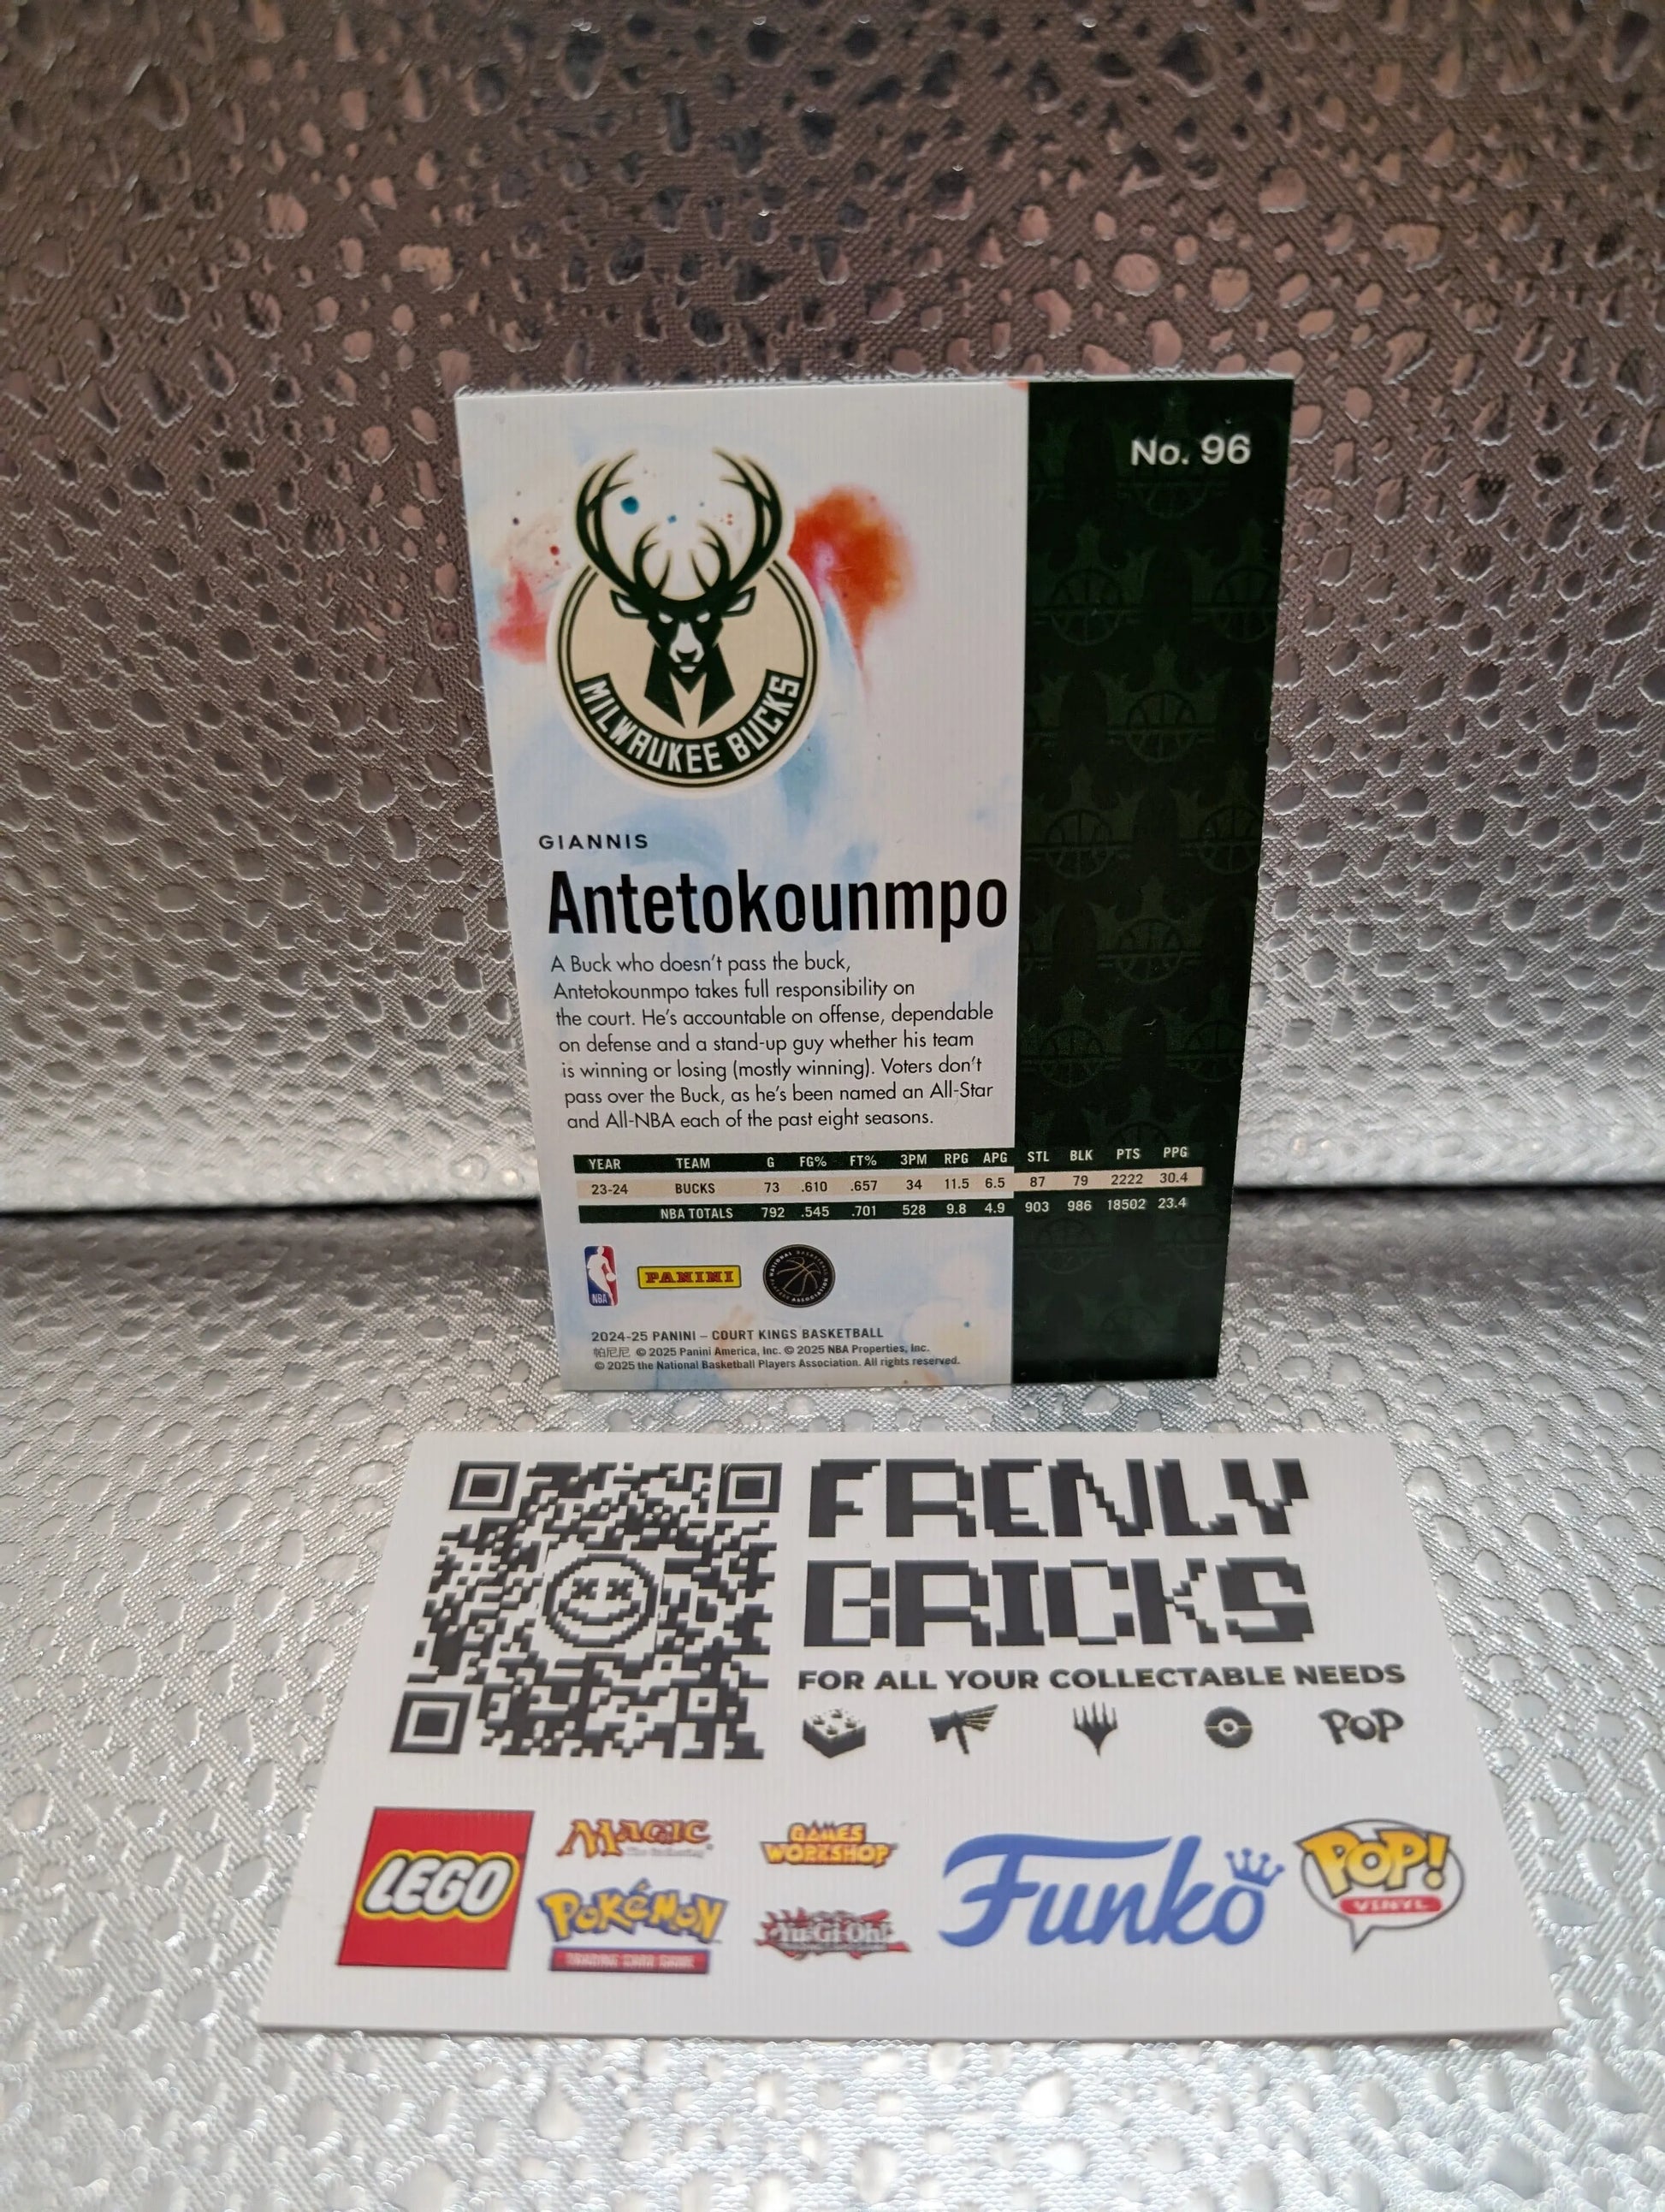 No. 96
MILWAUKEE BUCKS
GIANNIS
Antetokounmpo
A Buck who doesn't pass the buck,
Antetokounmpo takes full responsibility on
the court. He's accountable on offense, dependable
on defense and a stand-up guy whether his team
is winning or losing (mostly winning). Voters don't
pass over the Buck, as he's been named an All-Star
and All-NBA each of the past eight seasons.
YEAR TEAM G FG% FT% 3PM RPG APG STL BLK PTS PPG
23-24 BUCKS 73 .610 .657 34 11.5 6.5 87 79 2222 30.4
NBA TOTALS 792 .545 .701 528 9.8 4.9 903 986 18502 23.4
NBA
PANINI
2024-25 PANINI – COURT KINGS BASKETBALL
帕尼尼 © 2025 Panini America, Inc. © 2025 NBA Properties, Inc.
© 2025 the National Basketball Players Association. All rights reserved.
FRENLY
BRICKS
FOR ALL YOUR COLLECTABLE NEEDS
POP
LEGO
MAGIC
GAMES
WORKSHOP
POKéMON
TRADING CARD GAME
Yu-Gi-Oh!
Funko
POP!
VINYL